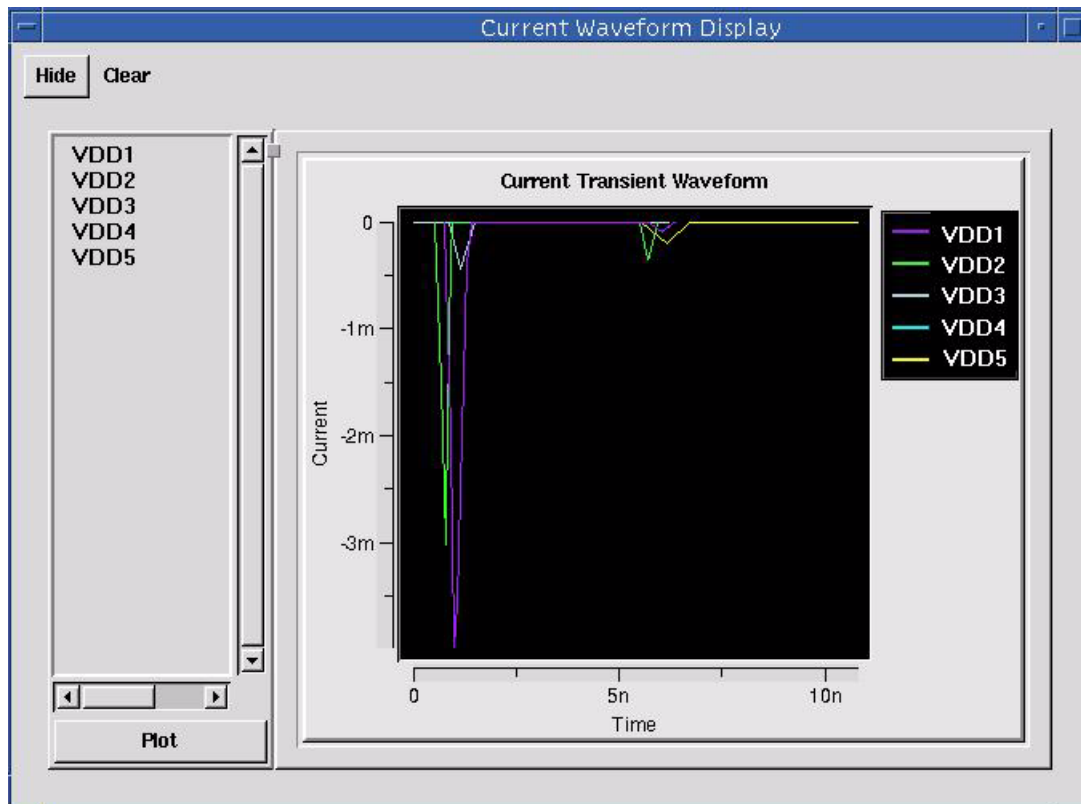 Current Waveform Display
Hide Clear
VDD1
VDD2
VDD3
VDD4
VDD5
Plot
Current Transient Waveform
0
-1m
-2m
-3m
Current
0 5n 10n
Time
VDD1
VDD2
VDD3
VDD4
VDD5